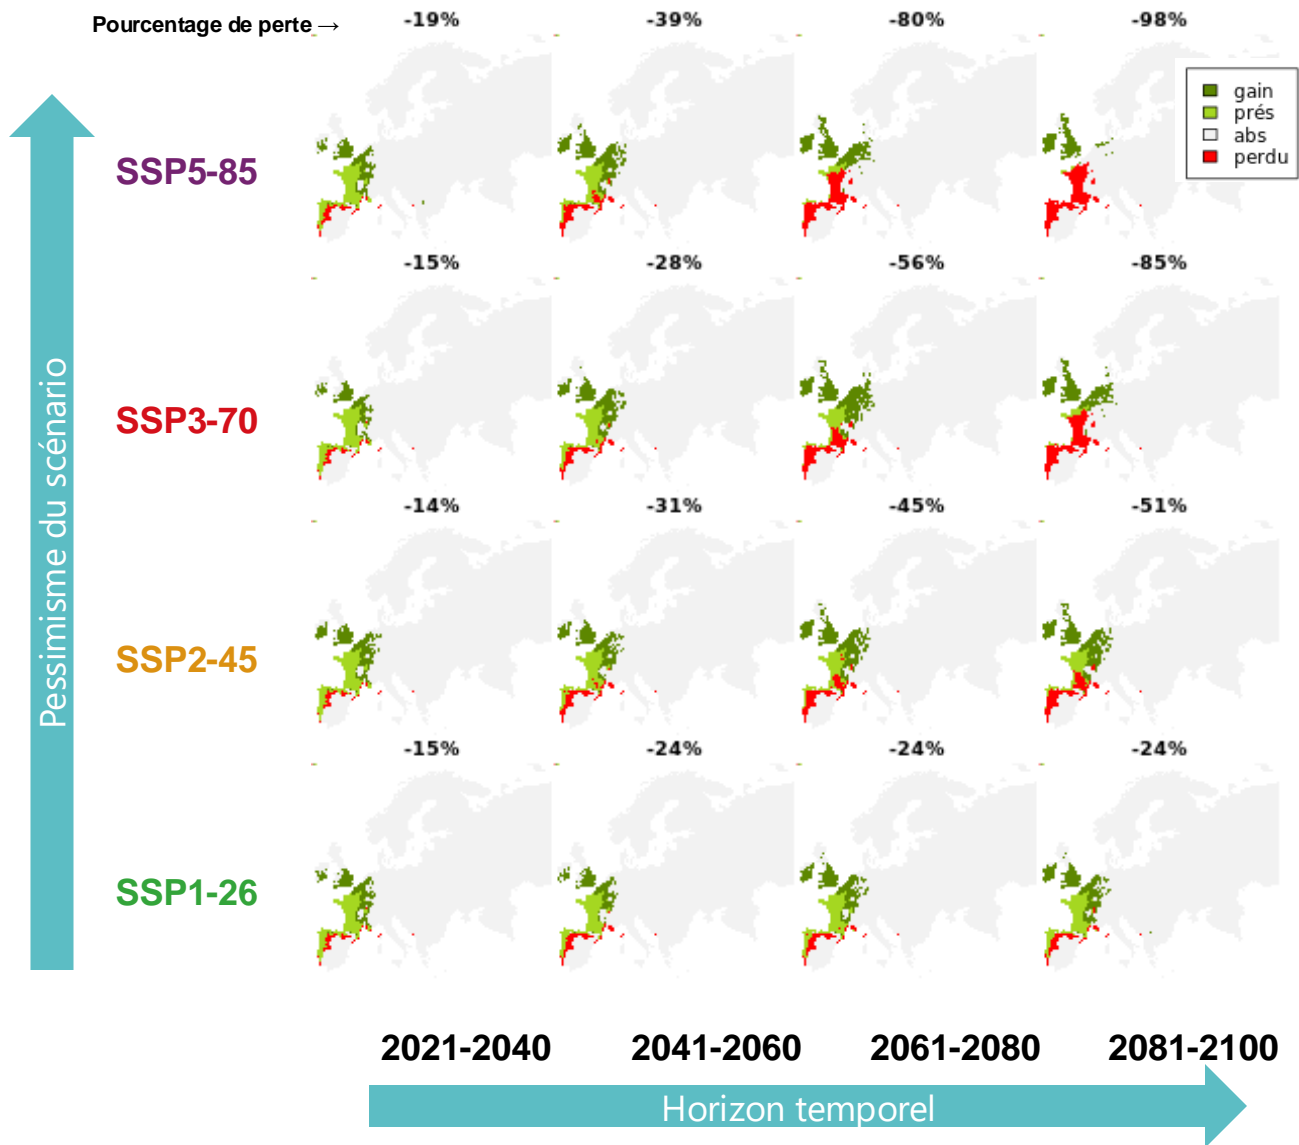 Pourcentage de perte →
-19%
-39%
-80%
-98%
gain
prés
abs
perdu
SSP5-85
-15%
-28%
-56%
-85%
SSP3-70
-14%
-31%
-45%
-51%
SSP2-45
-15%
-24%
-24%
-24%
SSP1-26
Pessimisme du scénario
2021-2040
2041-2060
2061-2080
2081-2100
Horizon temporel